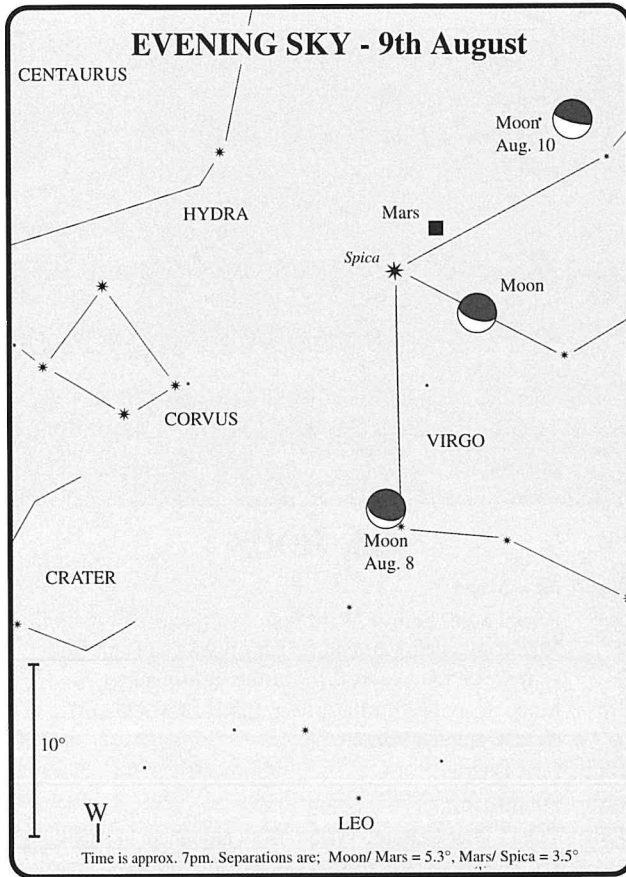 EVENING SKY - 9th August
CENTAURUS
Moon
Aug. 10
HYDRA
Mars
Spica
Moon
CORVUS
VIRGO
Moon
Aug. 8
CRATER
10°
W
LEO
Time is approx. 7pm. Separations are; Moon/ Mars = 5.3°, Mars/ Spica = 3.5°